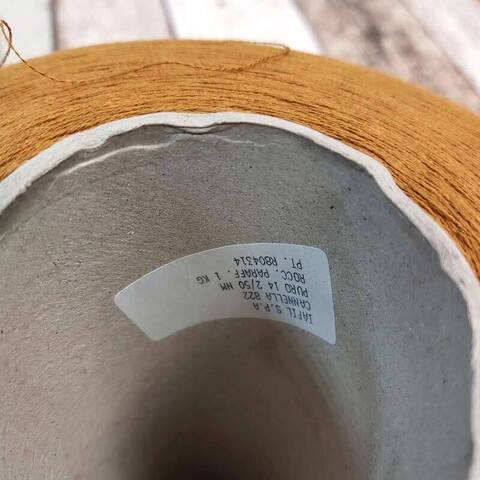 IAFIL S.P.A
CANNELLA 822
PURO 14 2/50 NM
ROCC. PARAFF. 1 KG
PT. R804314